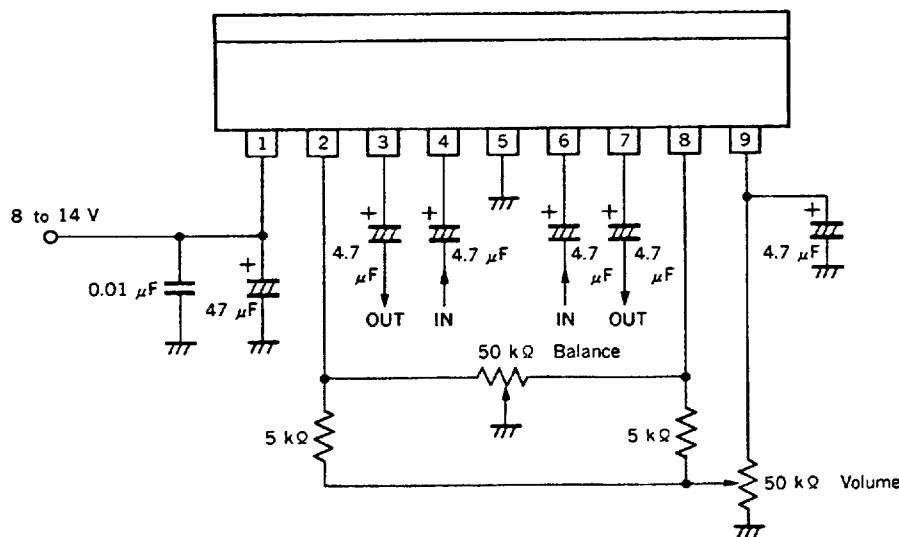 1 2 3 4 5 6 7 8 9
8 to 14 V
+ + + + +
4.7 μF
4.7 μF
4.7 μF
4.7 μF
4.7 μF
+
0.01 μF
47 μF
OUT IN IN OUT
50 kΩ Balance
5 kΩ 5 kΩ
50 kΩ Volume